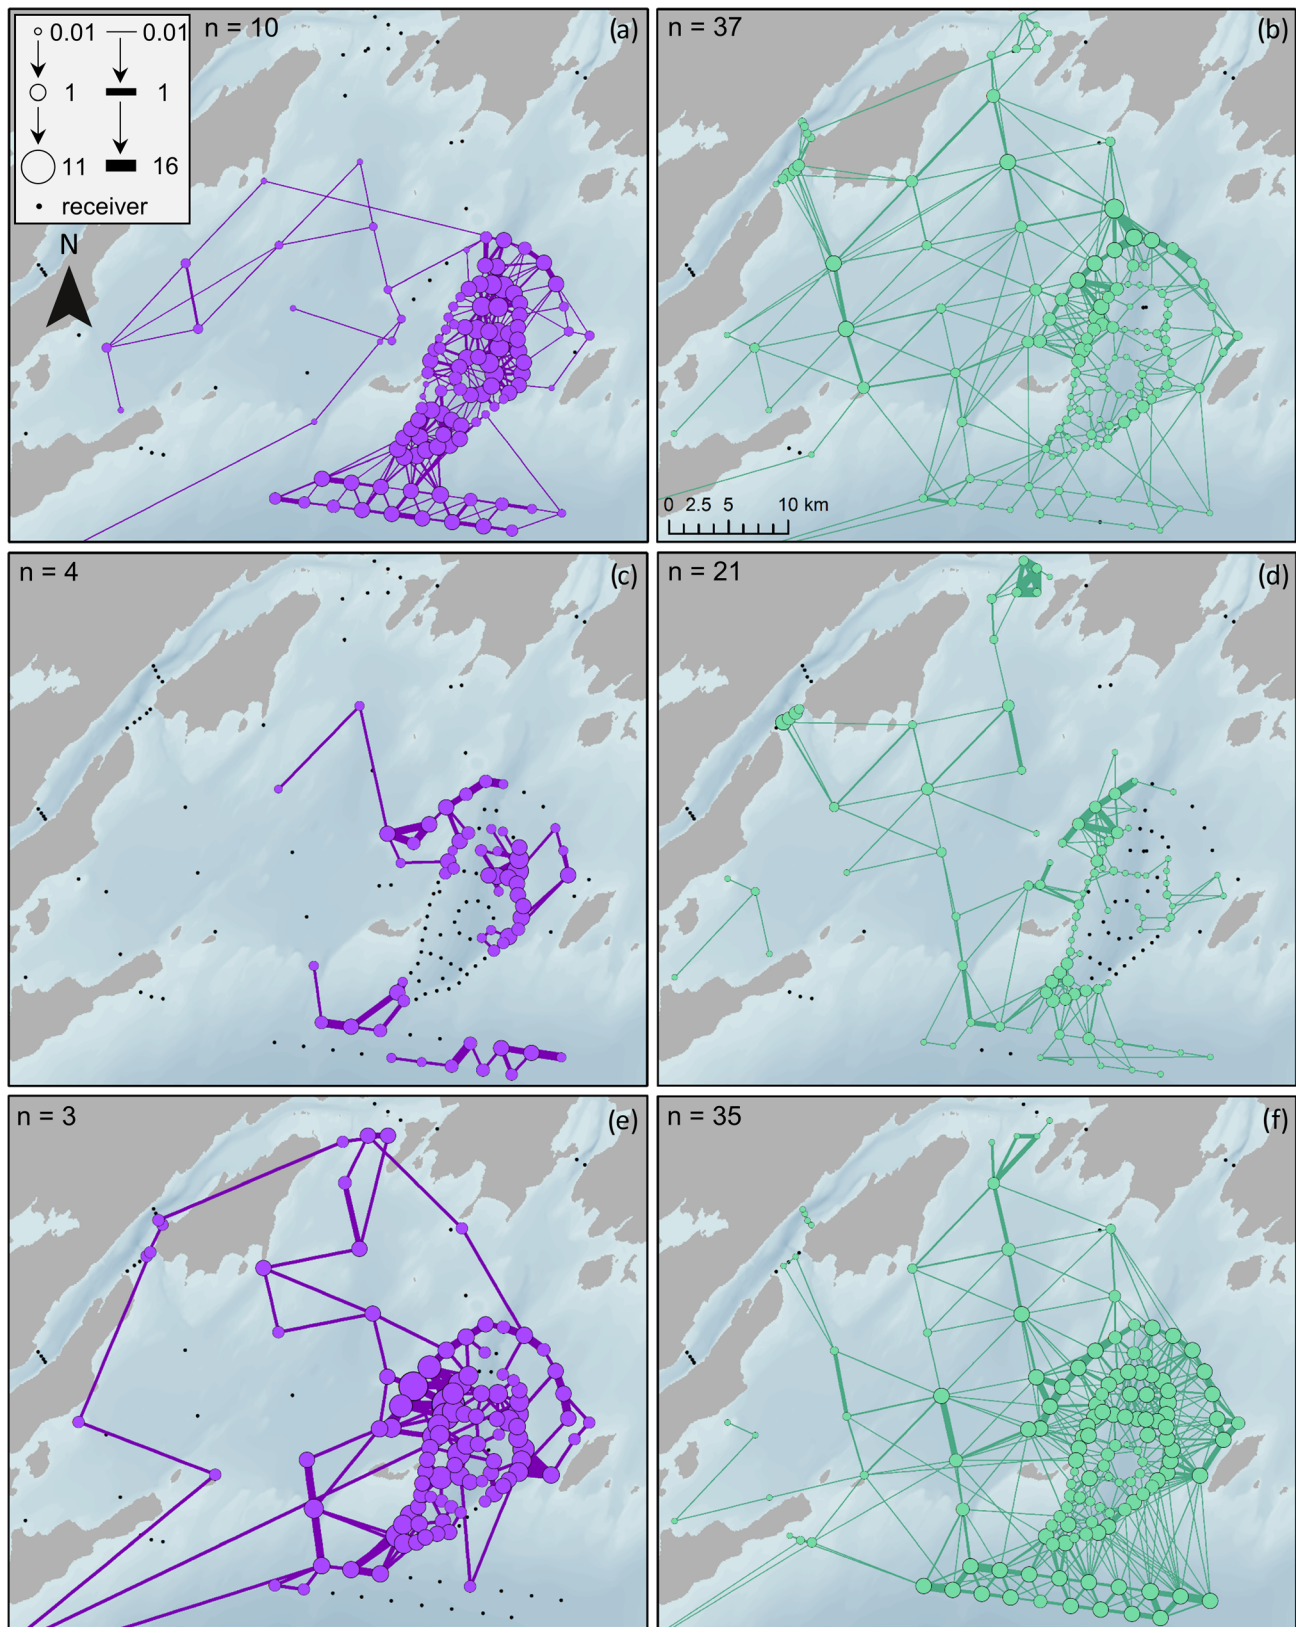 0.01 0.01
1 1
11 16
receiver
N
n = 10 (a)
n = 37 (b)
0 2.5 5 10 km
n = 4 (c)
n = 21 (d)
n = 3 (e)
n = 35 (f)